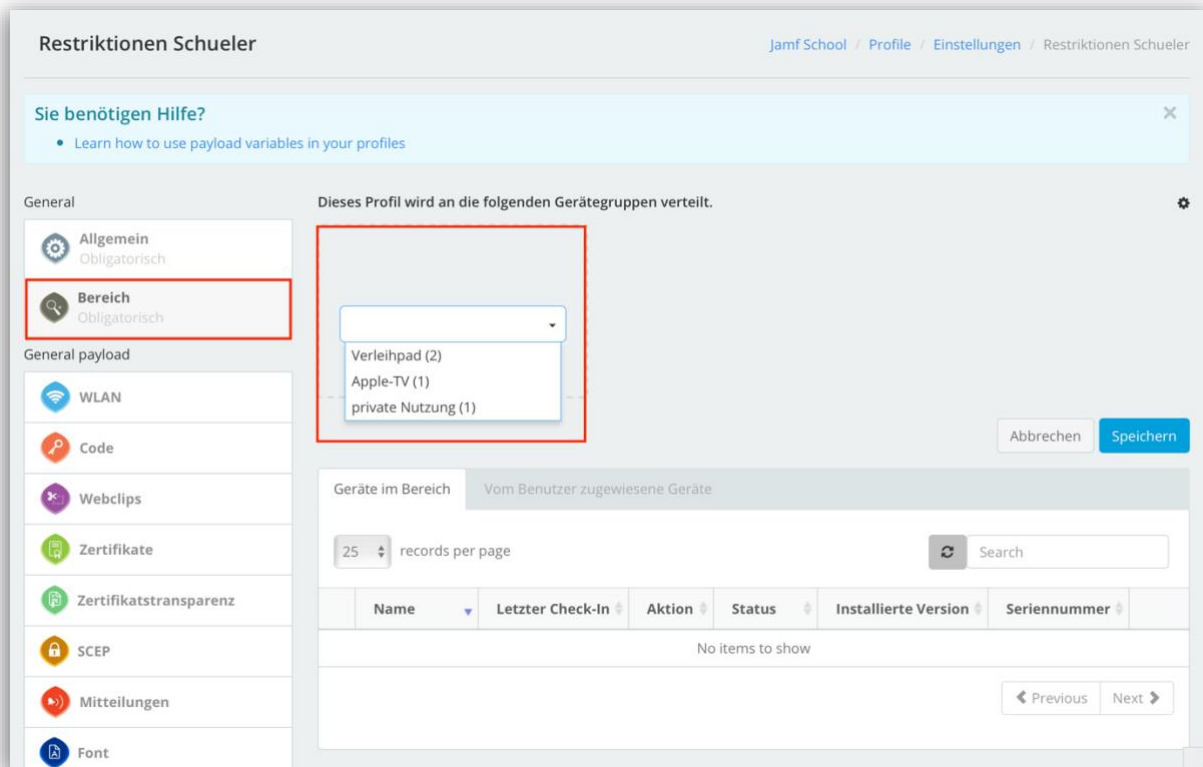 Restriktionen Schueler
Jamf School / Profile / Einstellungen / Restriktionen Schueler
Sie benötigen Hilfe?
Learn how to use payload variables in your profiles
General
Allgemein
Obligatorisch
Bereich
Obligatorisch
General payload
WLAN
Code
Webclips
Zertifikate
Zertifikatstransparenz
SCEP
Mitteilungen
Font
Dieses Profil wird an die folgenden Gerätegruppen verteilt.
Verleihpad (2)
Apple-TV (1)
private Nutzung (1)
Abbrechen Speichern
Geräte im Bereich Vom Benutzer zugewiesene Geräte
25 records per page Search
Name Letzter Check-In Aktion Status Installierte Version Seriennummer
No items to show
Previous Next